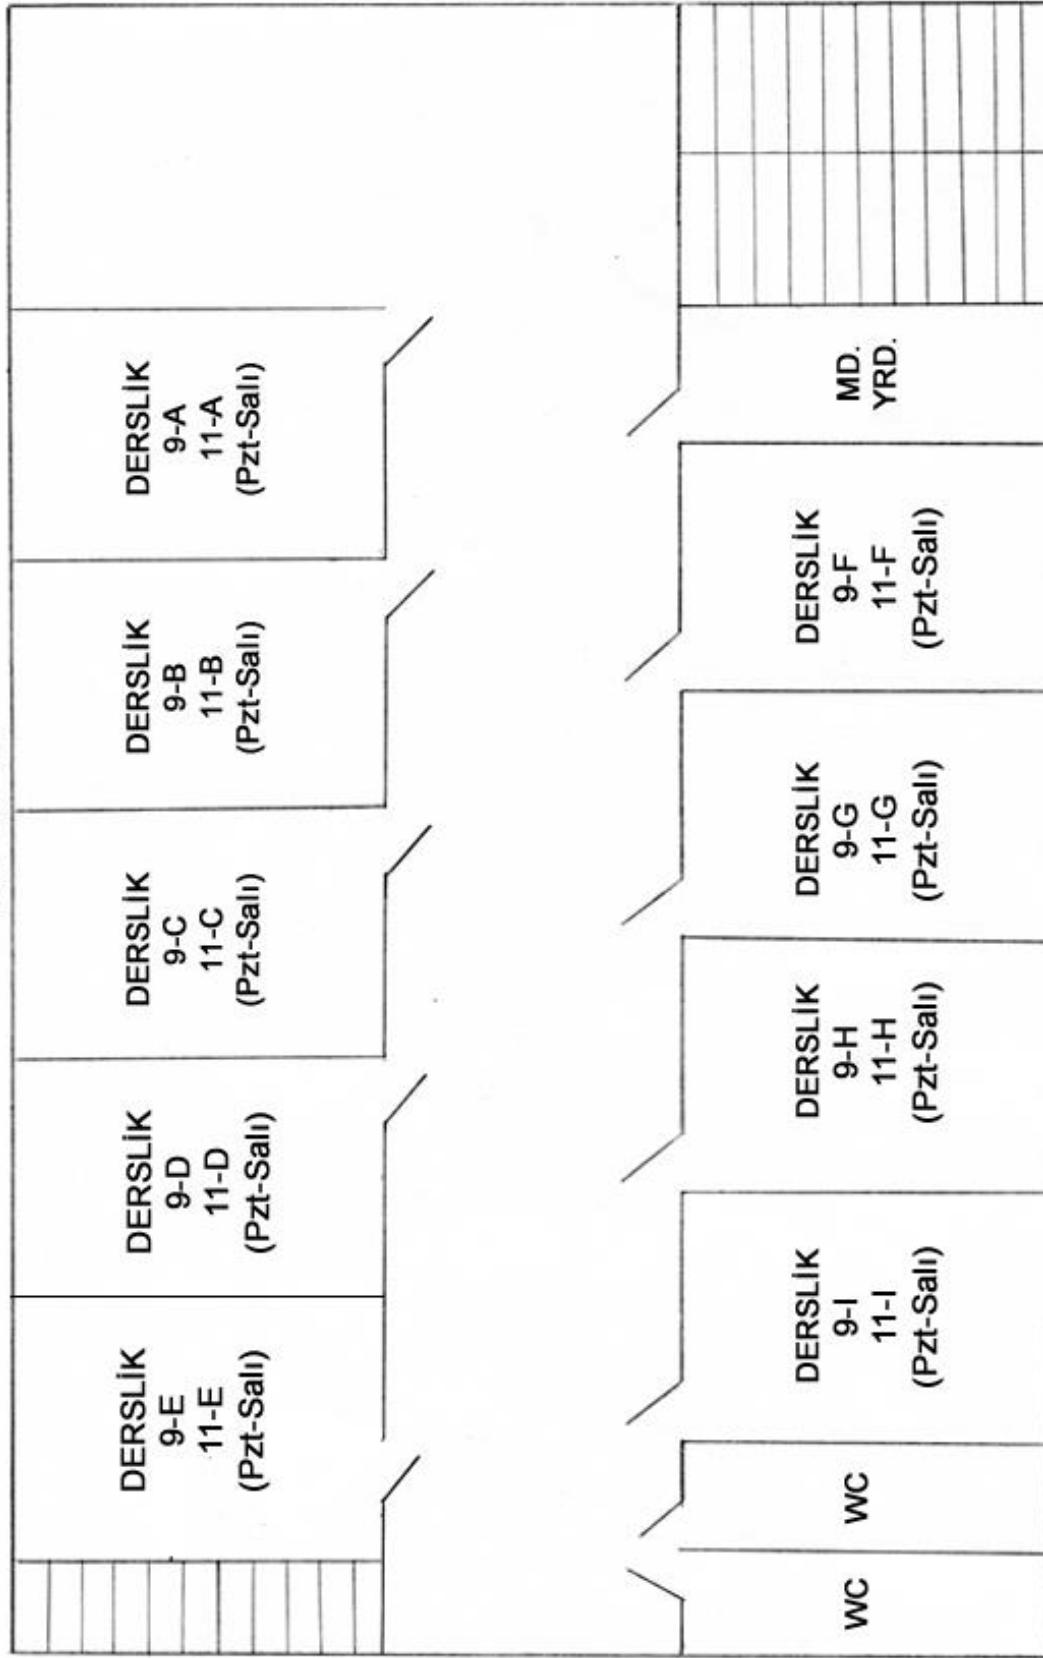 DERSLİK
9-E
11-E
(Pzt-Salı)
DERSLİK
9-D
11-D
(Pzt-Salı)
DERSLİK
9-C
11-C
(Pzt-Salı)
DERSLİK
9-B
11-B
(Pzt-Salı)
DERSLİK
9-A
11-A
(Pzt-Salı)
WC
WC
DERSLİK
9-I
11-I
(Pzt-Salı)
DERSLİK
9-H
11-H
(Pzt-Salı)
DERSLİK
9-G
11-G
(Pzt-Salı)
DERSLİK
9-F
11-F
(Pzt-Salı)
MD.
YRD.